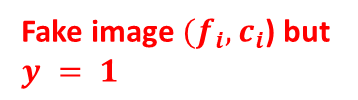 Fake image (𝒇ᵢ, 𝒄ᵢ) but
𝒚 = 𝟏